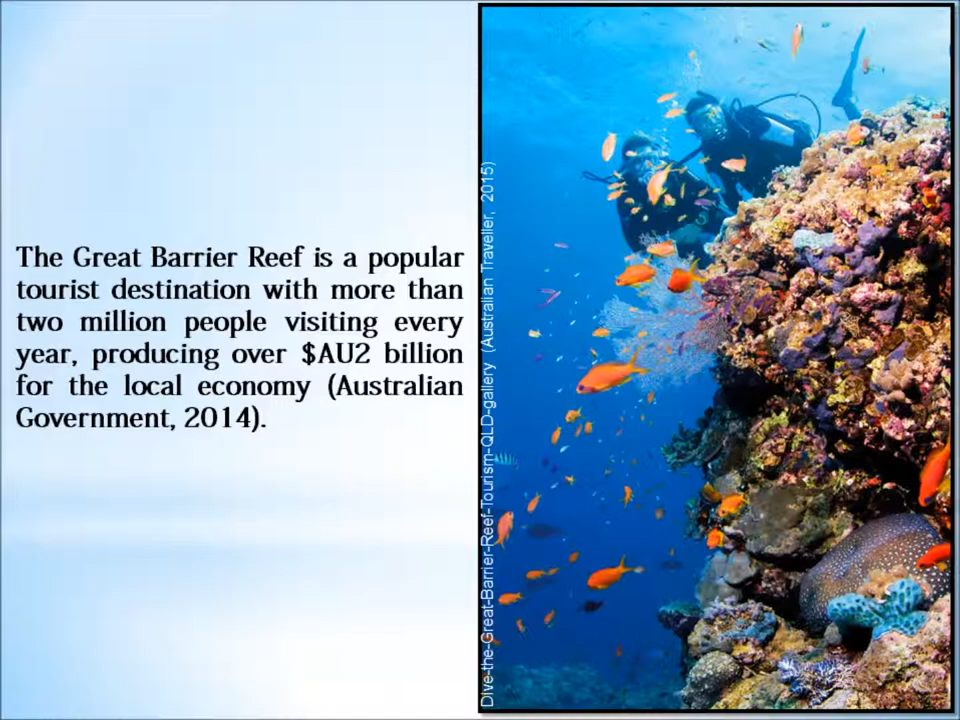 The Great Barrier Reef is a popular
tourist destination with more than
two million people visiting every
year, producing over $AU2 billion
for the local economy (Australian
Government, 2014).
Dive-the-Great-Barrier-Reef-Tourism-QLD-gallery (Australian Traveller, 2015)